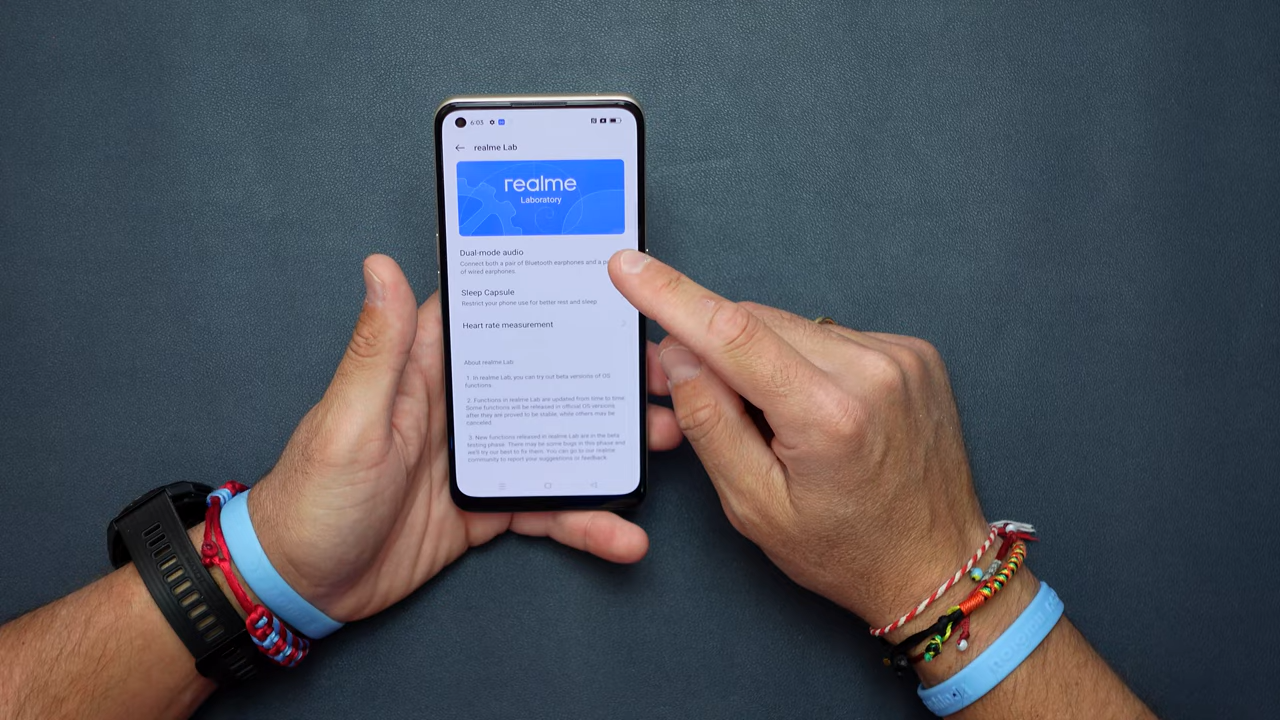 6:03
realme Lab
realme
Laboratory
Dual-mode audio
Connect both a pair of Bluetooth earphones and a
of wired earphones.
Sleep Capsule
Restrict your phone use for better rest and sleep
Heart rate measurement
About realme Lab:
1. In realme Lab, you can try out beta versions of OS
functions.
2. Functions in realme Lab are updated from time to time.
Some functions will be released in official OS versions
after they are proved to be stable, while others may be
canceled.
3. New functions released in realme Lab are in the beta
testing phase. There may be some bugs in this phase and
we'll try our best to fix them. You can go to our realme
community to report your suggestions or feedback.